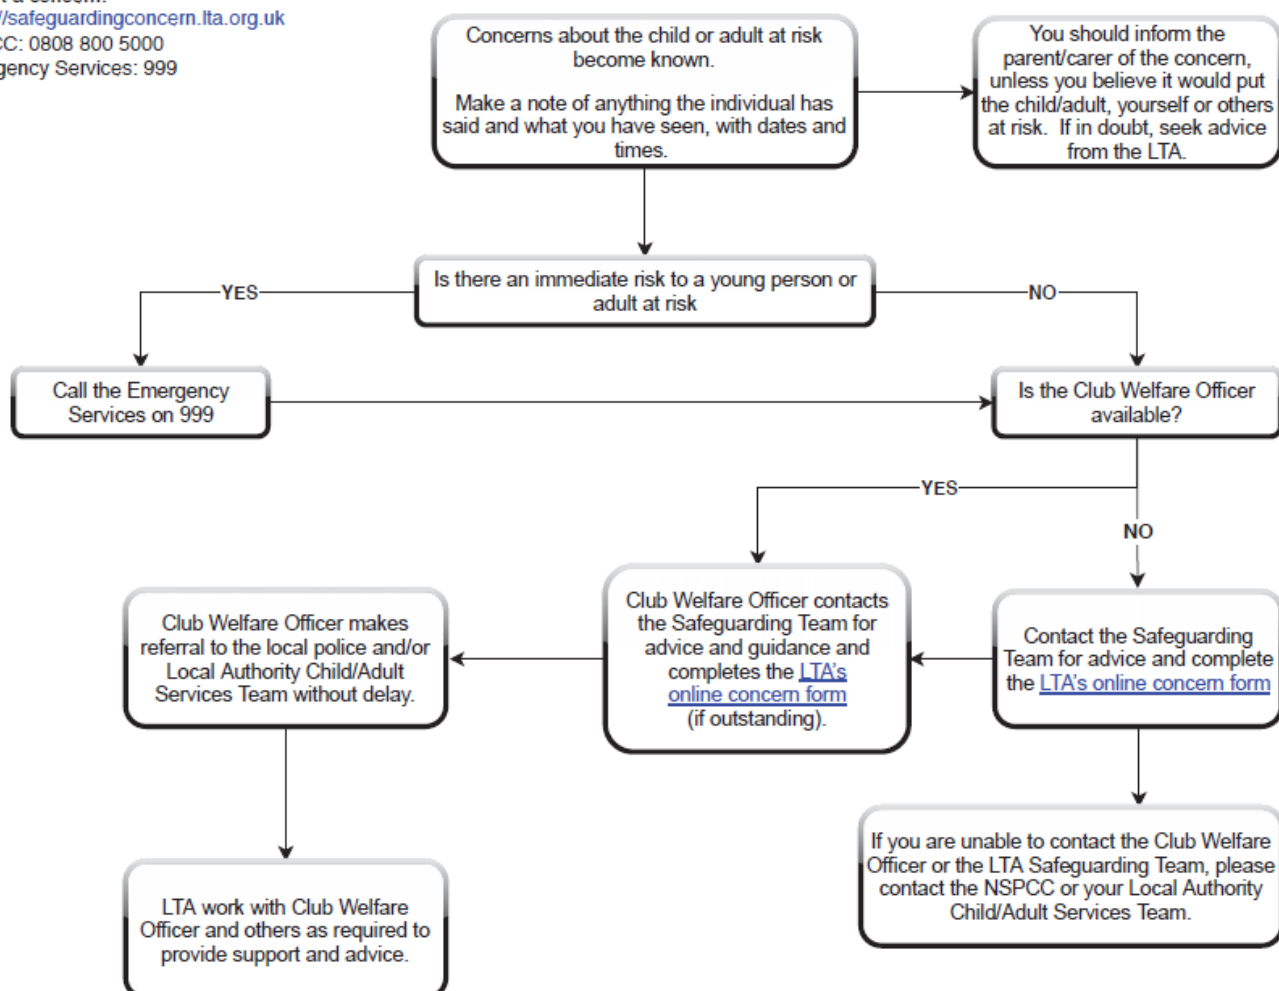 //safeguardingconcern.lta.org.uk
CC: 0808 800 5000
gency Services: 999
Concerns about the child or adult at risk
become known.
Make a note of anything the individual has
said and what you have seen, with dates and
times.
You should inform the
parent/carer of the concern,
unless you believe it would put
the child/adult, yourself or others
at risk. If in doubt, seek advice
from the LTA.
Is there an immediate risk to a young person or
adult at risk
YES
NO
Call the Emergency
Services on 999
Is the Club Welfare Officer
available?
YES
NO
Club Welfare Officer makes
referral to the local police and/or
Local Authority Child/Adult
Services Team without delay.
Club Welfare Officer contacts
the Safeguarding Team for
advice and guidance and
completes the LTA's
online concern form
(if outstanding).
Contact the Safeguarding
Team for advice and complete
the LTA's online concern form
LTA work with Club Welfare
Officer and others as required to
provide support and advice.
If you are unable to contact the Club Welfare
Officer or the LTA Safeguarding Team, please
contact the NSPCC or your Local Authority
Child/Adult Services Team.